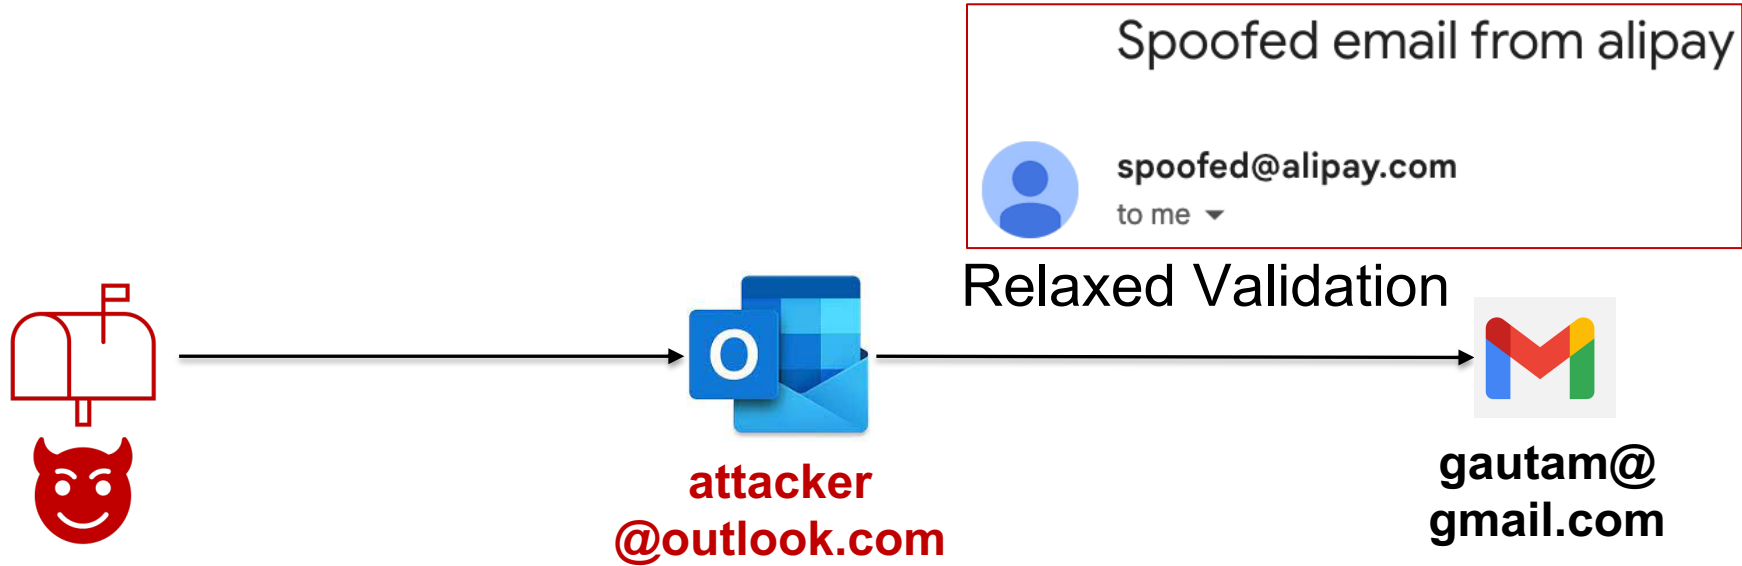 Spoofed email from alipay
spoofed@alipay.com
to me
Relaxed Validation
O
attacker
@outlook.com
gautam@
gmail.com